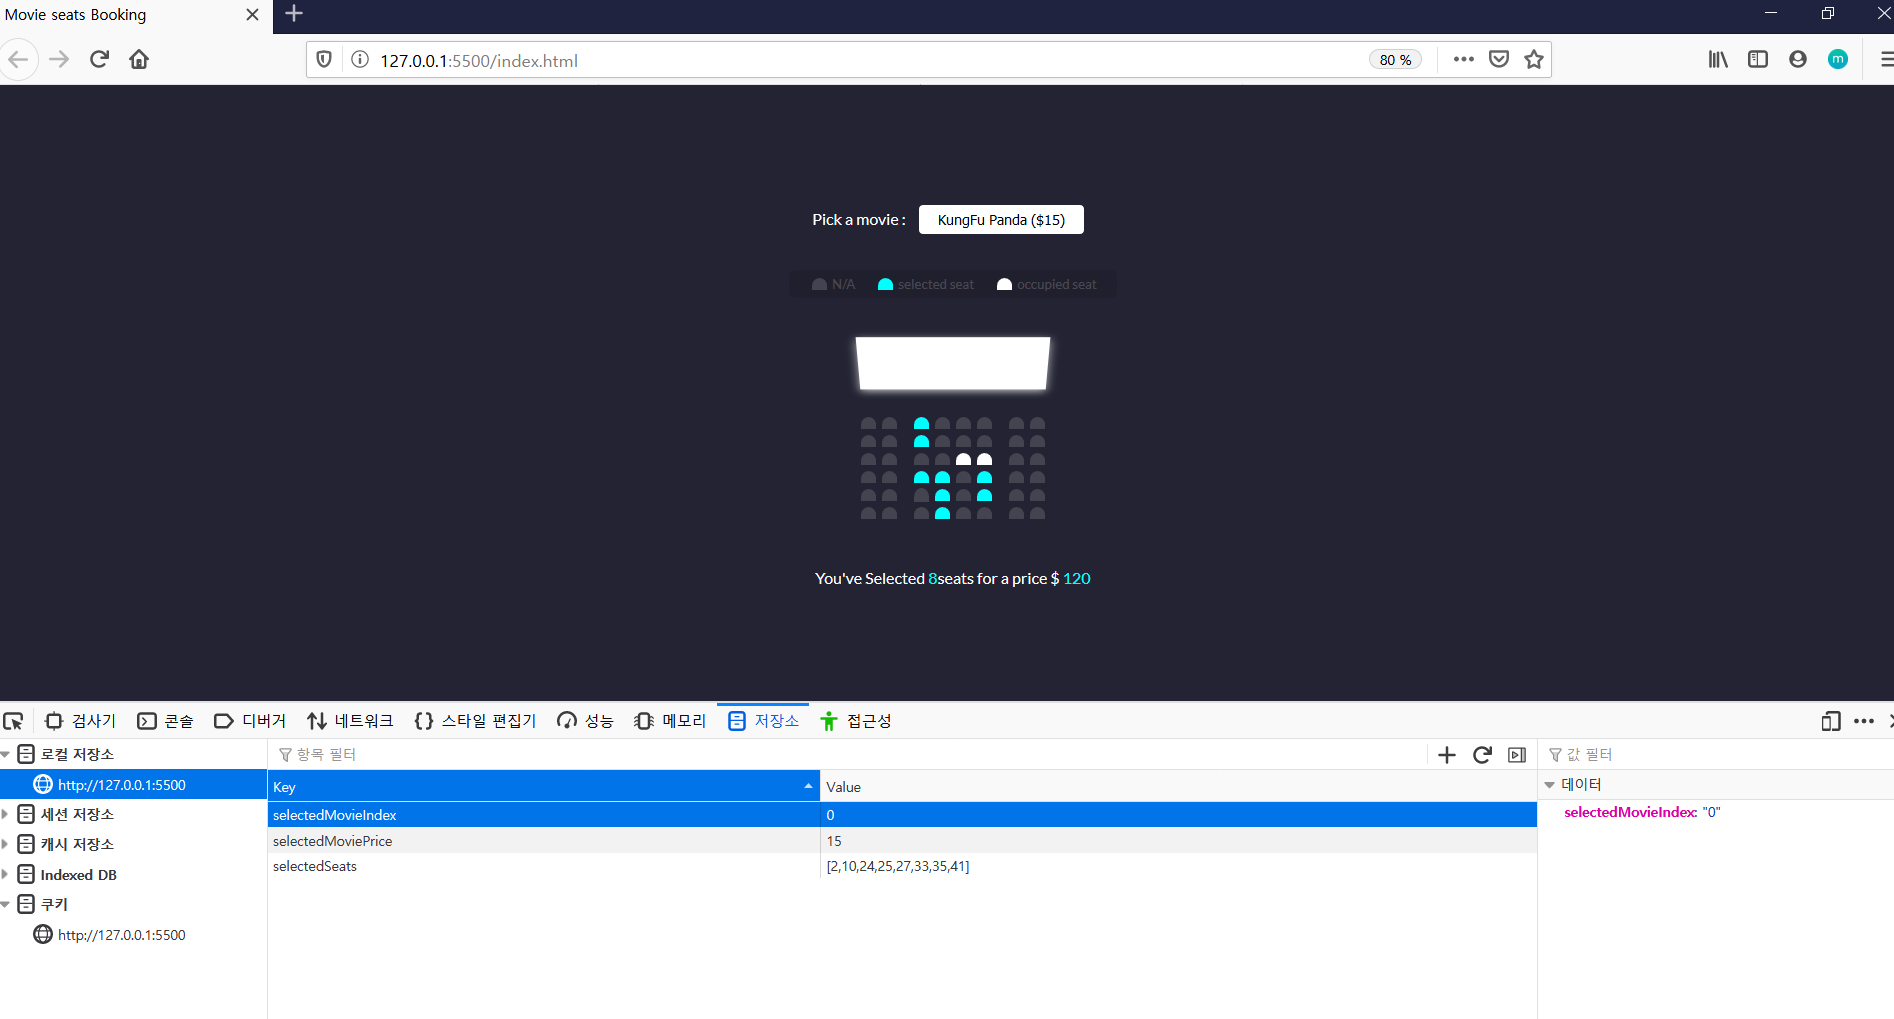 Movie seats Booking
127.0.0.1:5500/index.html
80 %
m
Pick a movie :
KungFu Panda ($15)
N/A
selected seat
occupied seat
You've Selected 8seats for a price $ 120
검사기
콘솔
디버거
네트워크
스타일 편집기
성능
메모리
저장소
접근성
로컬 저장소
http://127.0.0.1:5500
세션 저장소
캐시 저장소
Indexed DB
쿠키
http://127.0.0.1:5500
항목 필터
Key
Value
selectedMovieIndex
0
selectedMoviePrice
15
selectedSeats
[2,10,24,25,27,33,35,41]
값 필터
데이터
selectedMovieIndex: "0"